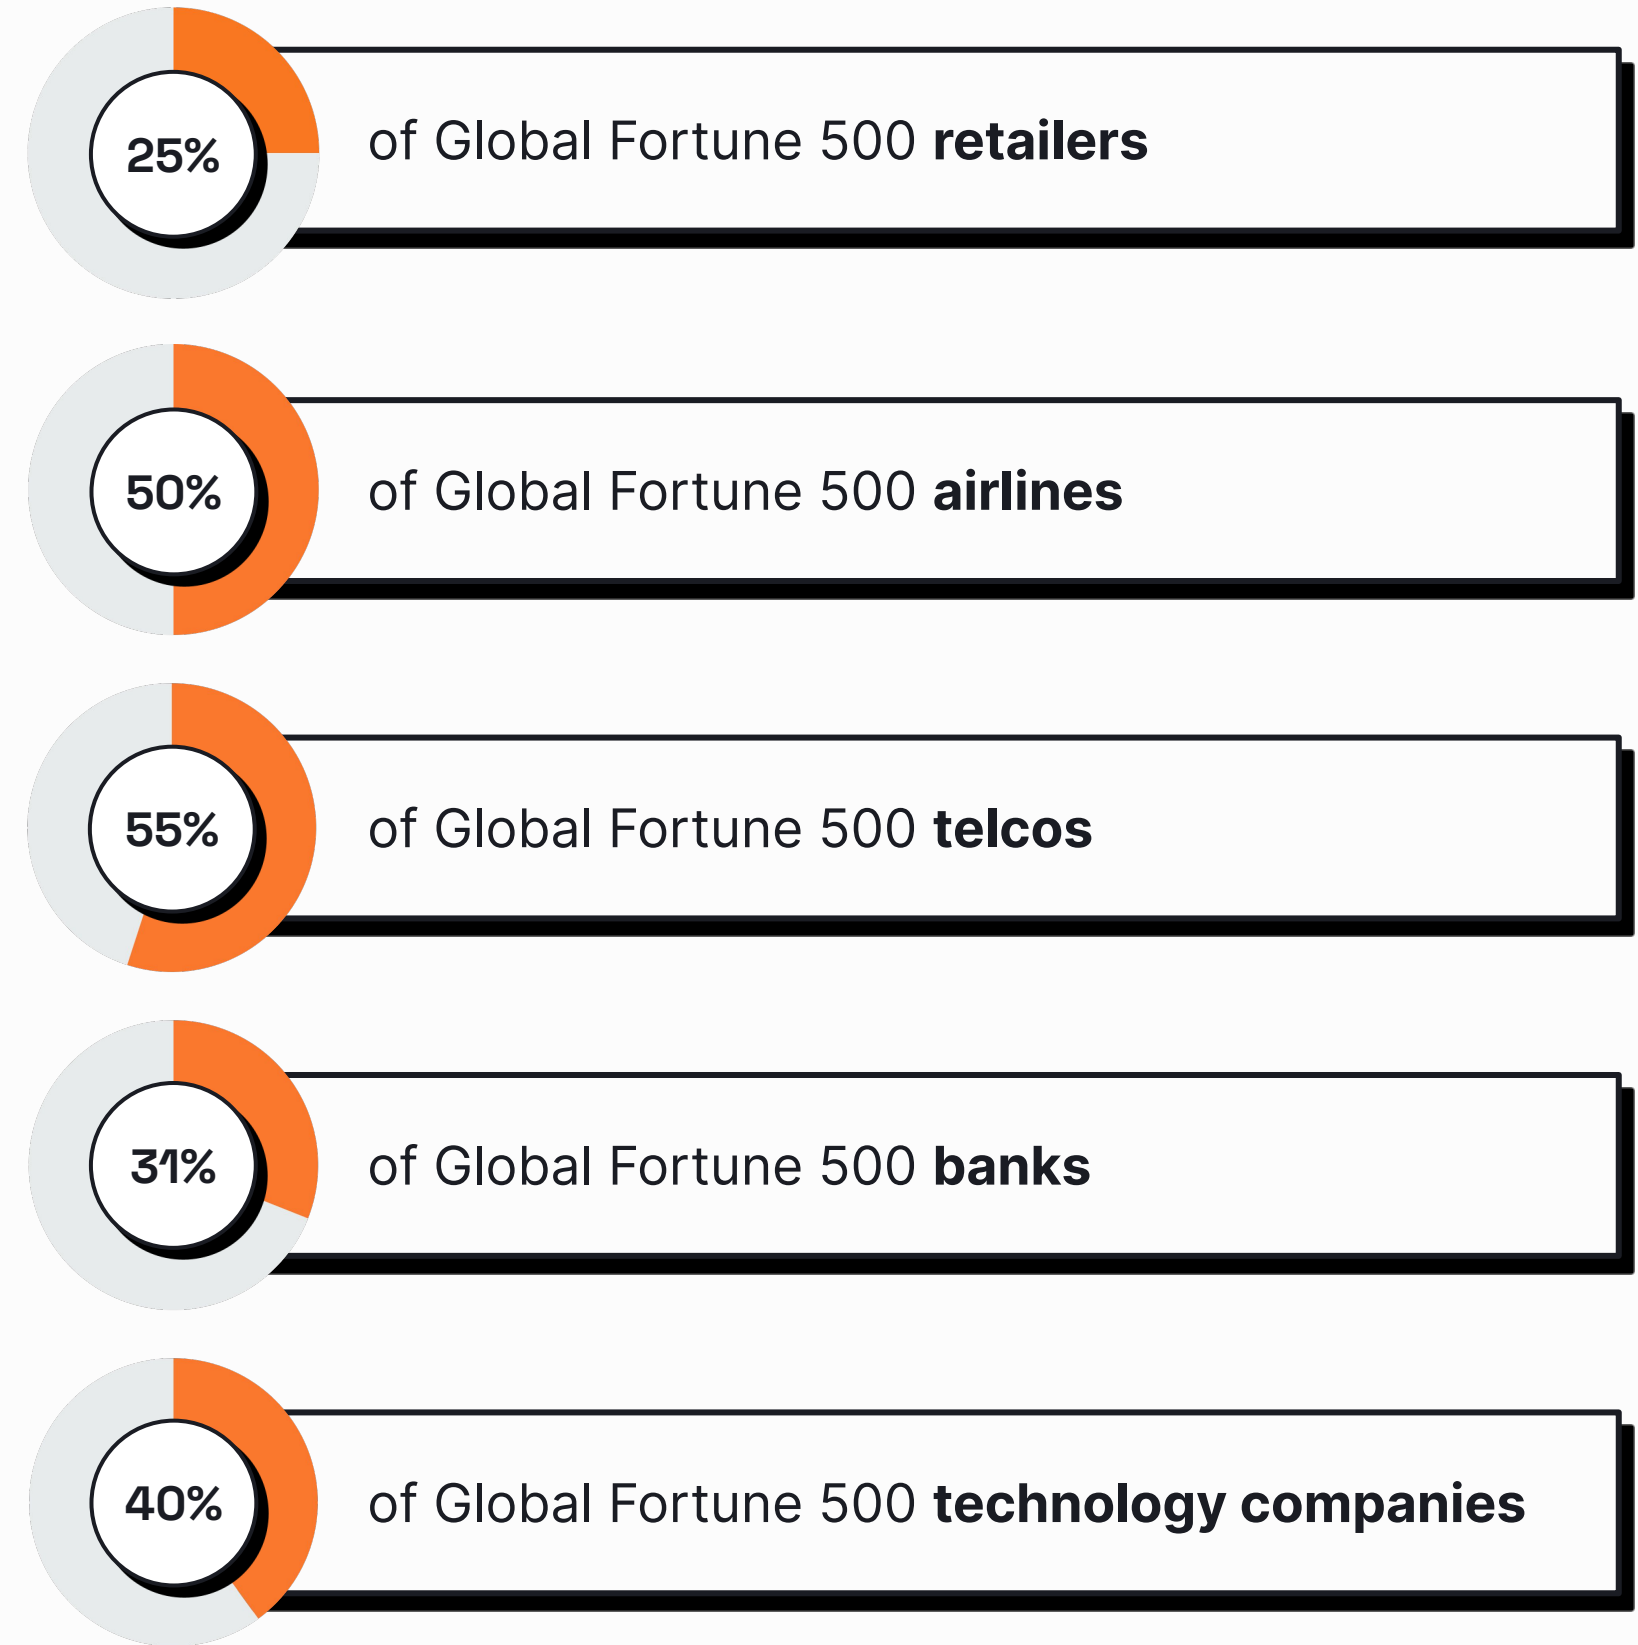 25%
of Global Fortune 500 retailers
50%
of Global Fortune 500 airlines
55%
of Global Fortune 500 telcos
31%
of Global Fortune 500 banks
40%
of Global Fortune 500 technology companies